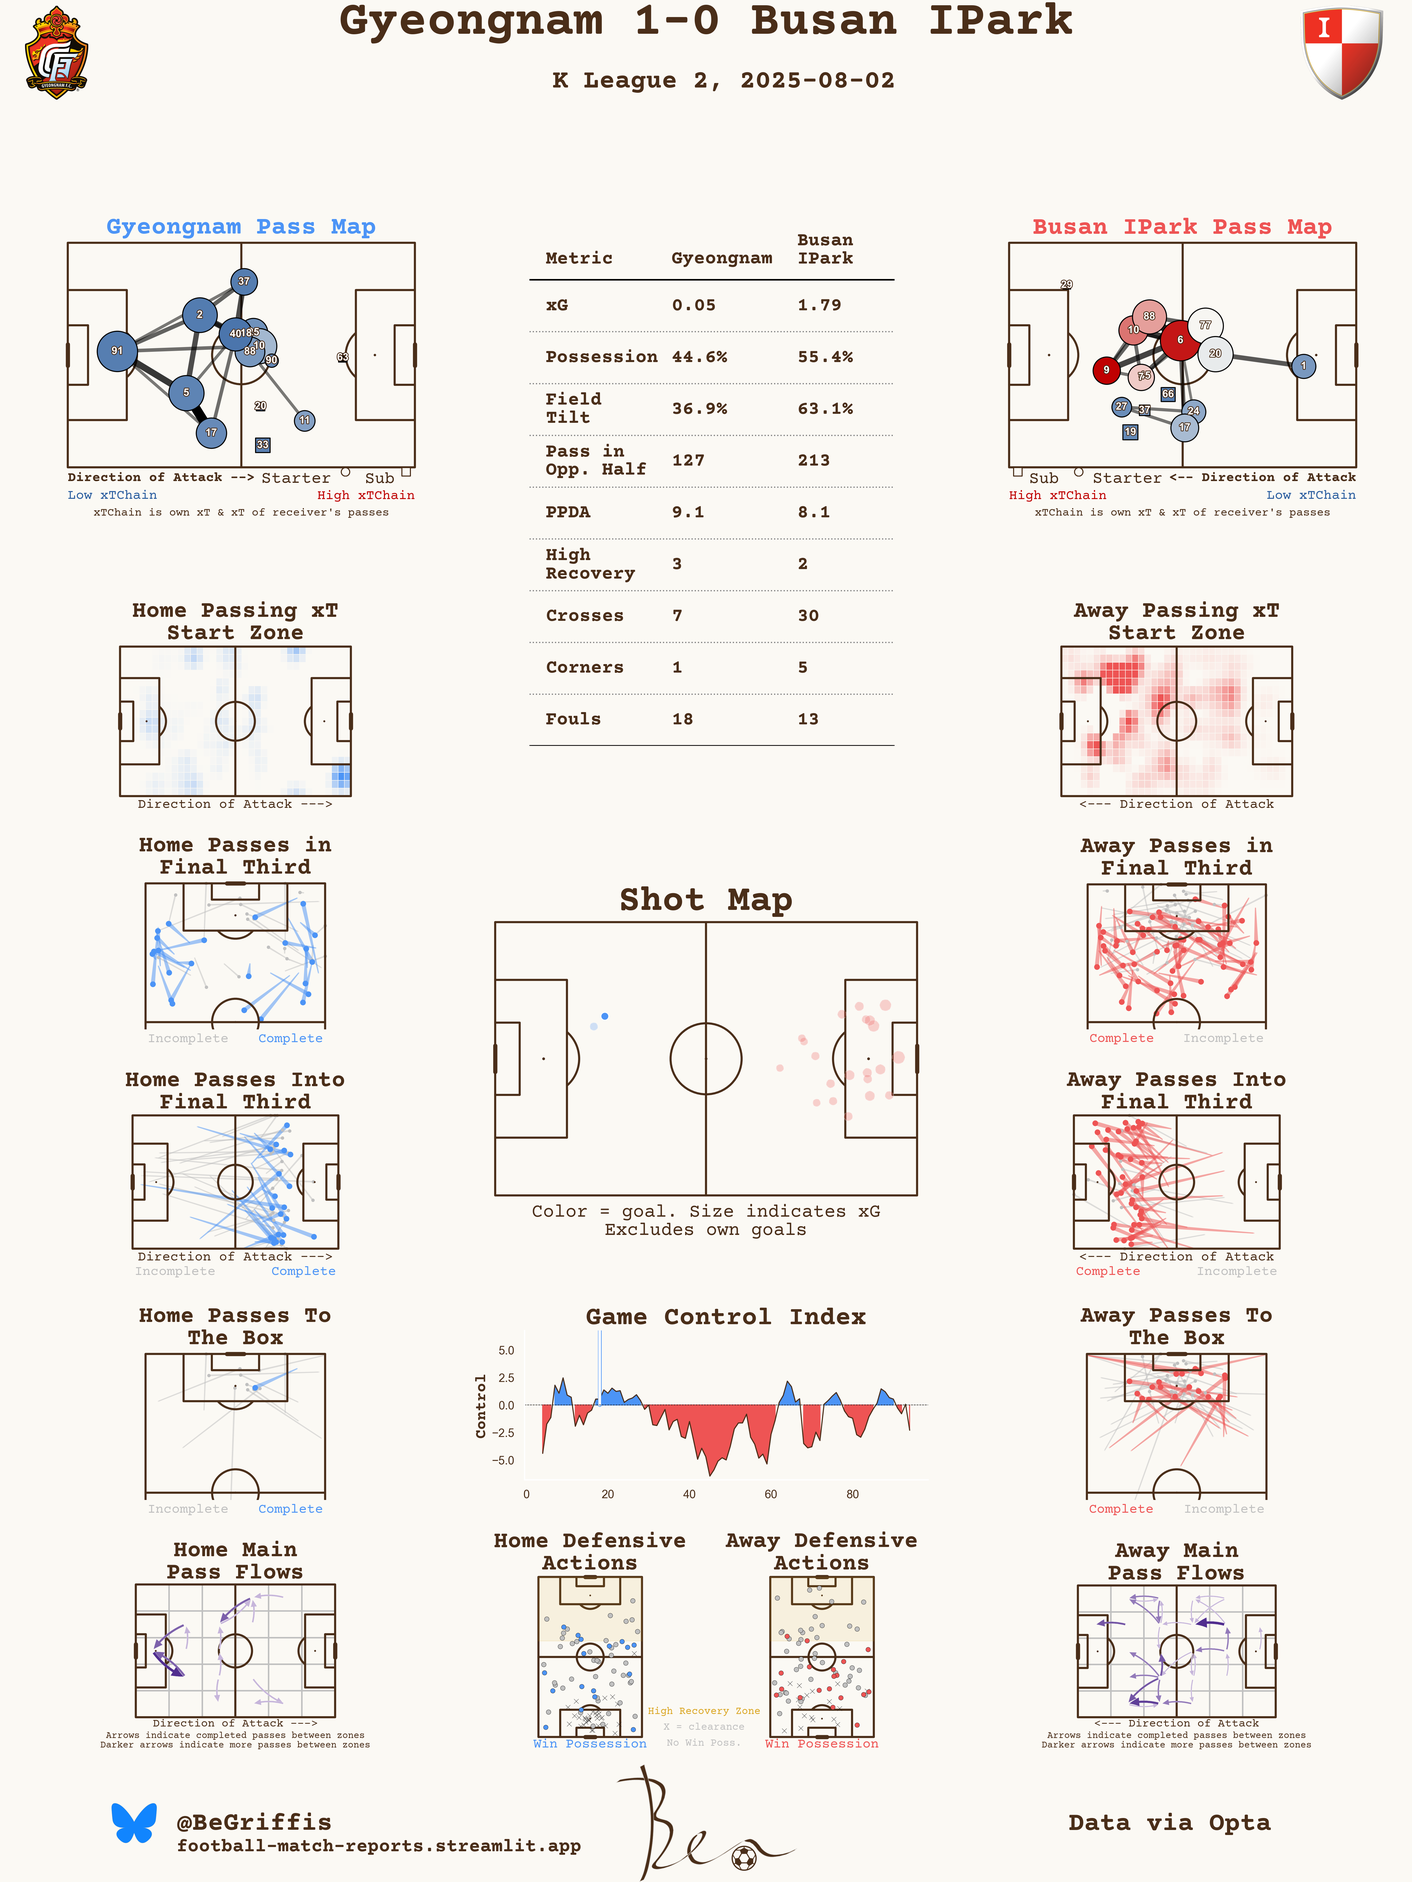 Gyeongnam 1-0 Busan IPark
K League 2, 2025-08-02
I
GYEONGNAM F.C.
Gyeongnam Pass Map
37
2
40
18
5
10
88
90
91
63
5
20
11
17
33
Direction of Attack --> Starter Sub
Low xTChain High xTChain
xTChain is own xT & xT of receiver's passes
Metric Gyeongnam Busan IPark
xG 0.05 1.79
Possession 44.6% 55.4%
Field Tilt 36.9% 63.1%
Pass in Opp. Half 127 213
PPDA 9.1 8.1
High Recovery 3 2
Crosses 7 30
Corners 1 5
Fouls 18 13
Busan IPark Pass Map
29
88
10
77
6
20
9
1
66
27
37
24
17
19
Sub Starter <-- Direction of Attack
High xTChain Low xTChain
xTChain is own xT & xT of receiver's passes
Home Passing xT
Start Zone
Direction of Attack --->
Away Passing xT
Start Zone
<--- Direction of Attack
Home Passes in
Final Third
Incomplete Complete
Away Passes in
Final Third
Complete Incomplete
Shot Map
Color = goal. Size indicates xG
Excludes own goals
Home Passes Into
Final Third
Direction of Attack --->
Incomplete Complete
Away Passes Into
Final Third
<--- Direction of Attack
Complete Incomplete
Home Passes To
The Box
Incomplete Complete
Game Control Index
Control
5.0
2.5
0.0
−2.5
−5.0
0 20 40 60 80
Away Passes To
The Box
Complete Incomplete
Home Main
Pass Flows
Direction of Attack --->
Arrows indicate completed passes between zones
Darker arrows indicate more passes between zones
Home Defensive
Actions
Win Possession
High Recovery Zone
X = clearance
No Win Poss.
Away Defensive
Actions
Win Possession
Away Main
Pass Flows
<--- Direction of Attack
Arrows indicate completed passes between zones
Darker arrows indicate more passes between zones
@BeGriffis
football-match-reports.streamlit.app
Ben
Data via Opta